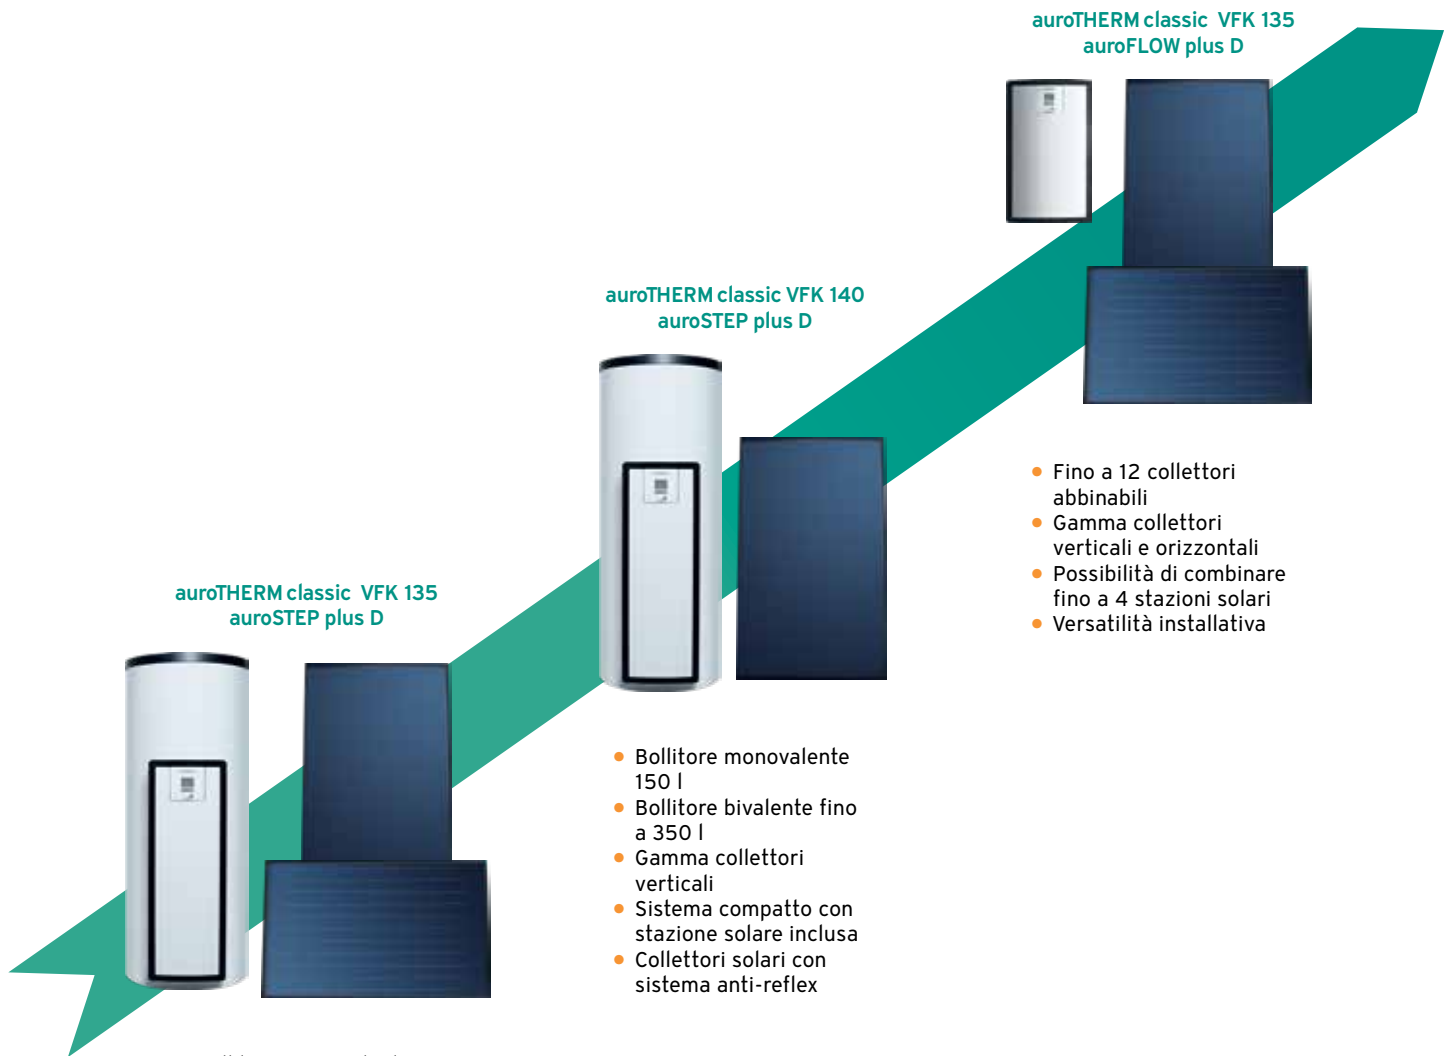 auroTHERM classic VFK 135
auroFLOW plus D
auroTHERM classic VFK 140
auroSTEP plus D
auroTHERM classic VFK 135
auroSTEP plus D
Fino a 12 collettori
abbinabili
Gamma collettori
verticali e orizzontali
Possibilità di combinare
fino a 4 stazioni solari
Versatilità installativa
Bollitore monovalente
150 l
Bollitore bivalente fino
a 350 l
Gamma collettori
verticali
Sistema compatto con
stazione solare inclusa
Collettori solari con
sistema anti-reflex